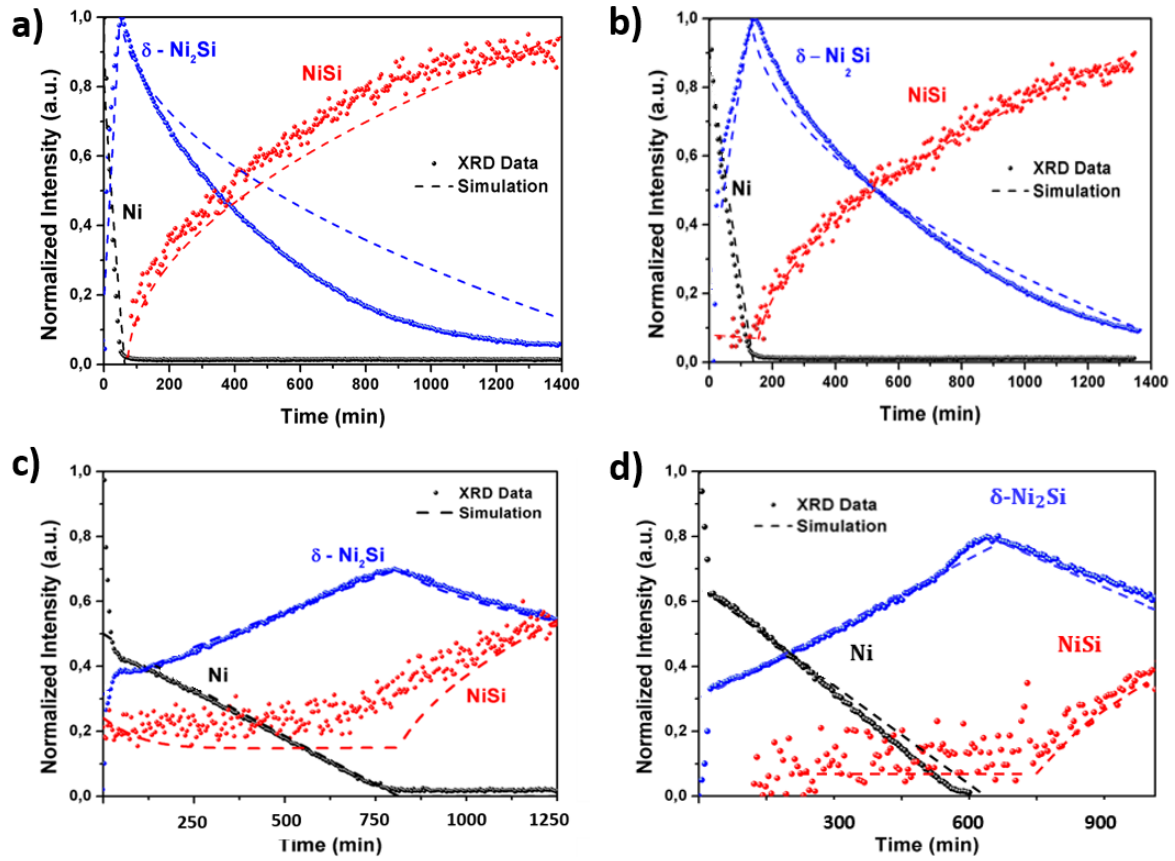 a)
1,0
0,8
0,6
0,4
0,2
0,0
Normalized Intensity (a.u.)
δ - Ni₂Si
NiSi
Ni
XRD Data
Simulation
0 200 400 600 800 1000 1200 1400
Time (min)
b)
1,0
0,8
0,6
0,4
0,2
0,0
Normalized Intensity (a.u.)
δ – Ni₂Si
NiSi
Ni
XRD Data
Simulation
0 200 400 600 800 1000 1200 1400
Time (min)
c)
1,0
0,8
0,6
0,4
0,2
0,0
Normalized Intensity (a.u.)
XRD Data
Simulation
δ - Ni₂Si
Ni
NiSi
250 500 750 1000 1250
Time (min)
d)
1,0
0,8
0,6
0,4
0,2
0,0
Normalized Intensity (a.u.)
δ-Ni₂Si
XRD Data
Simulation
Ni
NiSi
300 600 900
Time (min)